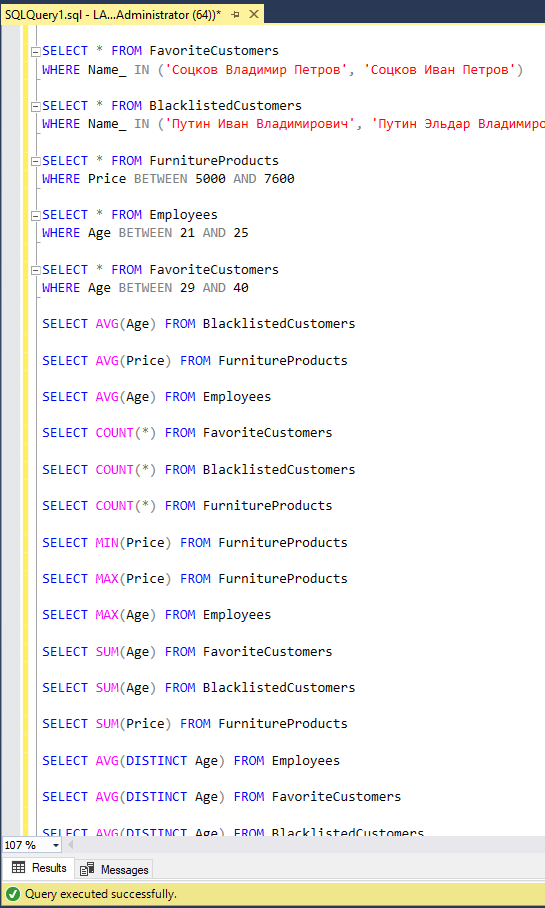 SQLQuery1.sql - LA...Administrator (64))*
SELECT * FROM FavoriteCustomers
WHERE Name_ IN ('Соцков Владимир Петров', 'Соцков Иван Петров')
SELECT * FROM BlacklistedCustomers
WHERE Name_ IN ('Путин Иван Владимирович', 'Путин Эльдар Владимиро
SELECT * FROM FurnitureProducts
WHERE Price BETWEEN 5000 AND 7600
SELECT * FROM Employees
WHERE Age BETWEEN 21 AND 25
SELECT * FROM FavoriteCustomers
WHERE Age BETWEEN 29 AND 40
SELECT AVG(Age) FROM BlacklistedCustomers
SELECT AVG(Price) FROM FurnitureProducts
SELECT AVG(Age) FROM Employees
SELECT COUNT(*) FROM FavoriteCustomers
SELECT COUNT(*) FROM BlacklistedCustomers
SELECT COUNT(*) FROM FurnitureProducts
SELECT MIN(Price) FROM FurnitureProducts
SELECT MAX(Price) FROM FurnitureProducts
SELECT MAX(Age) FROM Employees
SELECT SUM(Age) FROM FavoriteCustomers
SELECT SUM(Age) FROM BlacklistedCustomers
SELECT SUM(Price) FROM FurnitureProducts
SELECT AVG(DISTINCT Age) FROM Employees
SELECT AVG(DISTINCT Age) FROM FavoriteCustomers
SELECT AVG(DISTINCT Age) FROM BlacklistedCustomers
107 %
Results Messages
Query executed successfully.